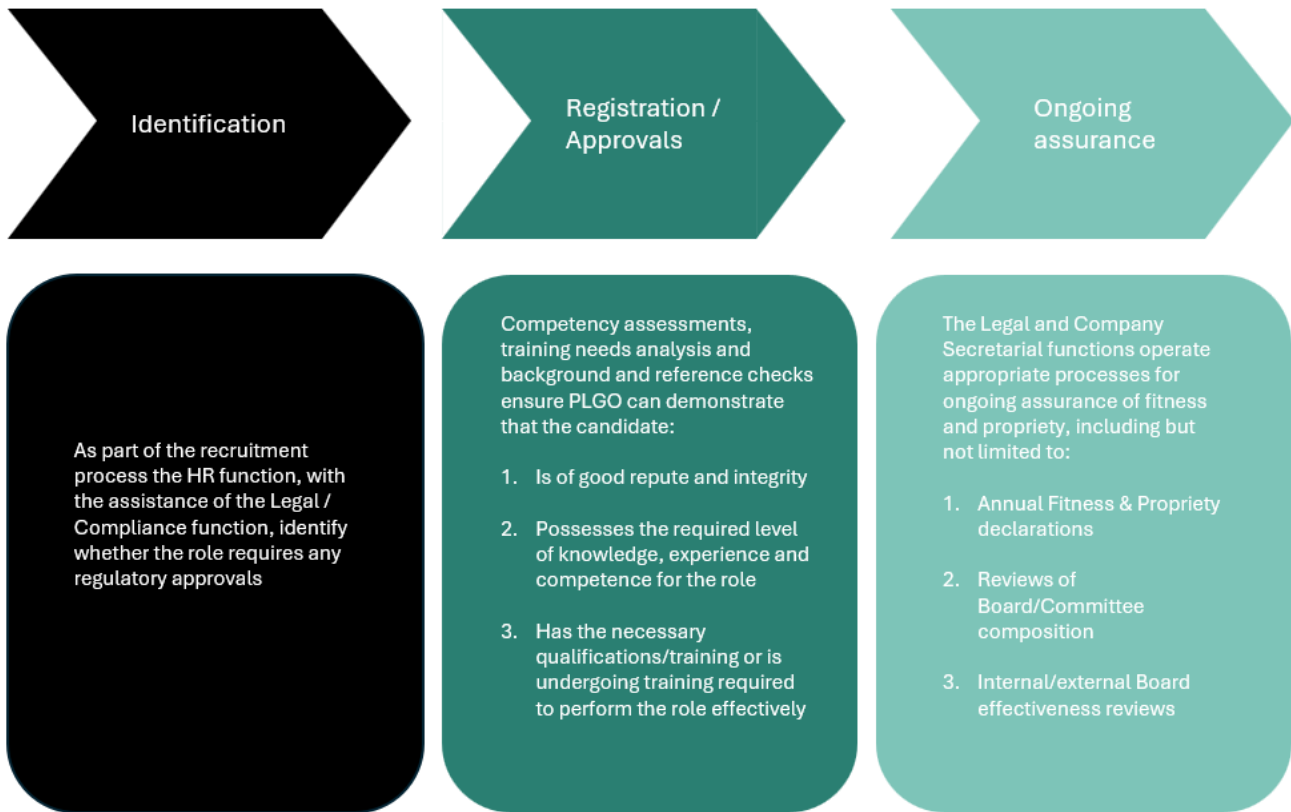 Identification
Registration /
Approvals
Ongoing
assurance
As part of the recruitment
process the HR function, with
the assistance of the Legal /
Compliance function, identify
whether the role requires any
regulatory approvals
Competency assessments,
training needs analysis and
background and reference checks
ensure PLGO can demonstrate
that the candidate:
1. Is of good repute and integrity
2. Possesses the required level
of knowledge, experience and
competence for the role
3. Has the necessary
qualifications/training or is
undergoing training required
to perform the role effectively
The Legal and Company
Secretarial functions operate
appropriate processes for
ongoing assurance of fitness
and propriety, including but
not limited to:
1. Annual Fitness & Propriety
declarations
2. Reviews of
Board/Committee
composition
3. Internal/external Board
effectiveness reviews